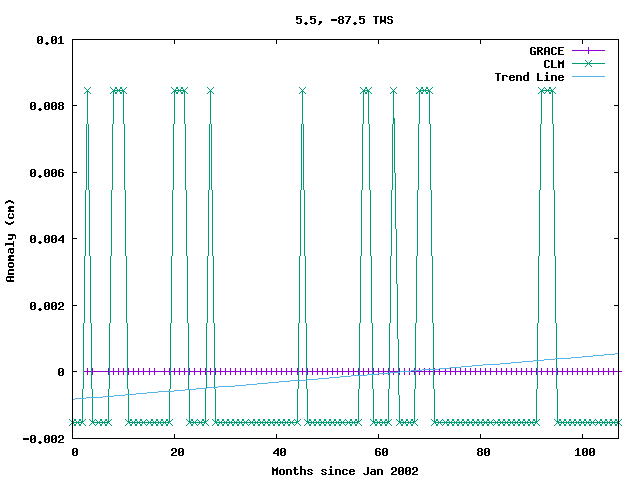 5.5, -87.5 TWS
0.01
GRACE
CLM
Trend Line
0.008
0.006
0.004
0.002
0
-0.002
Anomaly (cm)
0 20 40 60 80 100
Months since Jan 2002